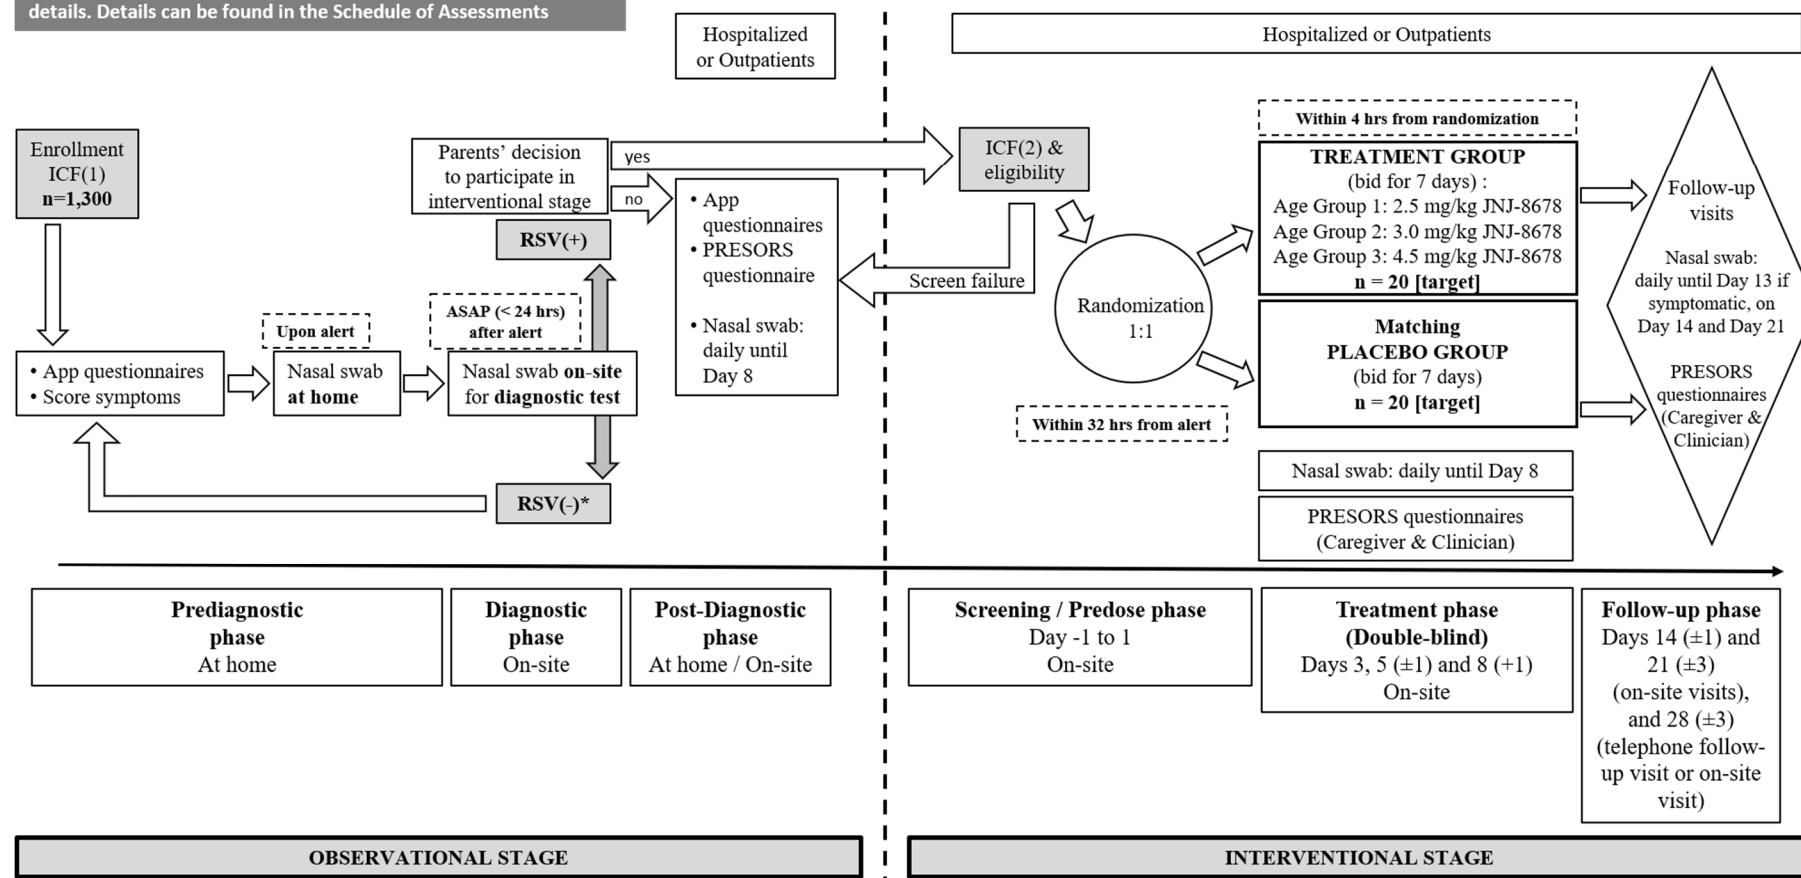 details. Details can be found in the Schedule of Assessments
Hospitalized
or Outpatients
Hospitalized or Outpatients
Enrollment
ICF(1)
n=1,300
Parents’ decision
to participate in
interventional stage
yes
no
RSV(+)
ASAP (< 24 hrs)
after alert
Upon alert
• App questionnaires
• Score symptoms
Nasal swab
at home
Nasal swab on-site
for diagnostic test
RSV(-)*
• App
questionnaires
• PRESORS
questionnaire
• Nasal swab:
daily until
Day 8
ICF(2) &
eligibility
Screen failure
Randomization
1:1
Within 32 hrs from alert
Within 4 hrs from randomization
TREATMENT GROUP
(bid for 7 days) :
Age Group 1: 2.5 mg/kg JNJ-8678
Age Group 2: 3.0 mg/kg JNJ-8678
Age Group 3: 4.5 mg/kg JNJ-8678
n = 20 [target]
Matching
PLACEBO GROUP
(bid for 7 days)
n = 20 [target]
Nasal swab: daily until Day 8
PRESORS questionnaires
(Caregiver & Clinician)
Follow-up
visits
Nasal swab:
daily until Day 13 if
symptomatic, on
Day 14 and Day 21
PRESORS
questionnaires
(Caregiver &
Clinician)
Prediagnostic
phase
At home
Diagnostic
phase
On-site
Post-Diagnostic
phase
At home / On-site
Screening / Predose phase
Day -1 to 1
On-site
Treatment phase
(Double-blind)
Days 3, 5 (±1) and 8 (+1)
On-site
Follow-up phase
Days 14 (±1) and
21 (±3)
(on-site visits),
and 28 (±3)
(telephone follow-
up visit or on-site
visit)
OBSERVATIONAL STAGE
INTERVENTIONAL STAGE